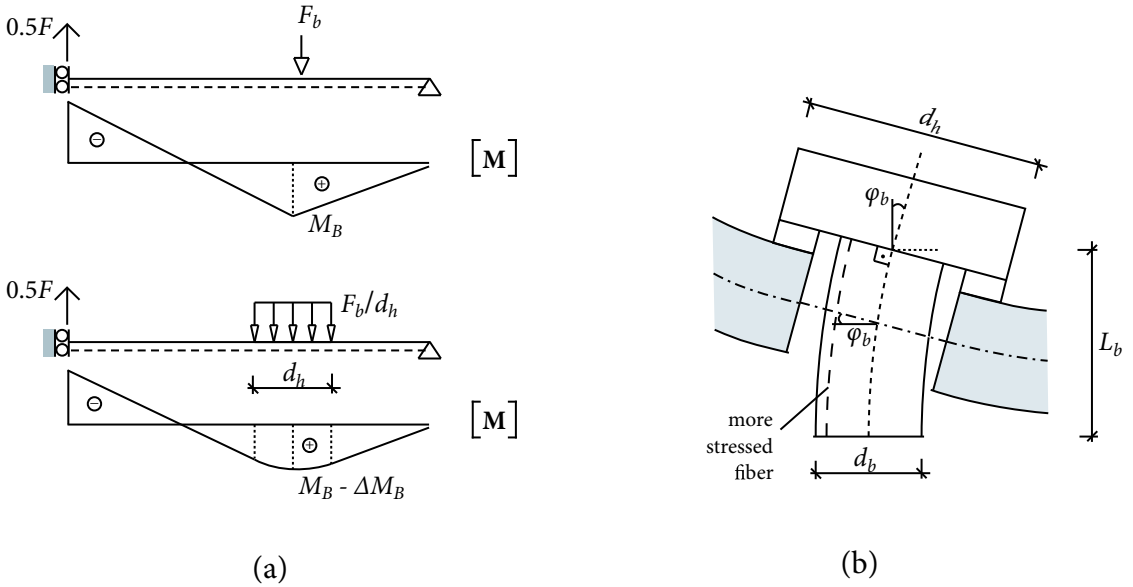 0.5F
F_b
⊖
⊕
[M]
M_B
0.5F
F_b/d_h
d_h
⊖
⊕
[M]
M_B - ΔM_B
(a)
d_h
φ_b
φ_b
L_b
more
stressed
fiber
d_b
(b)